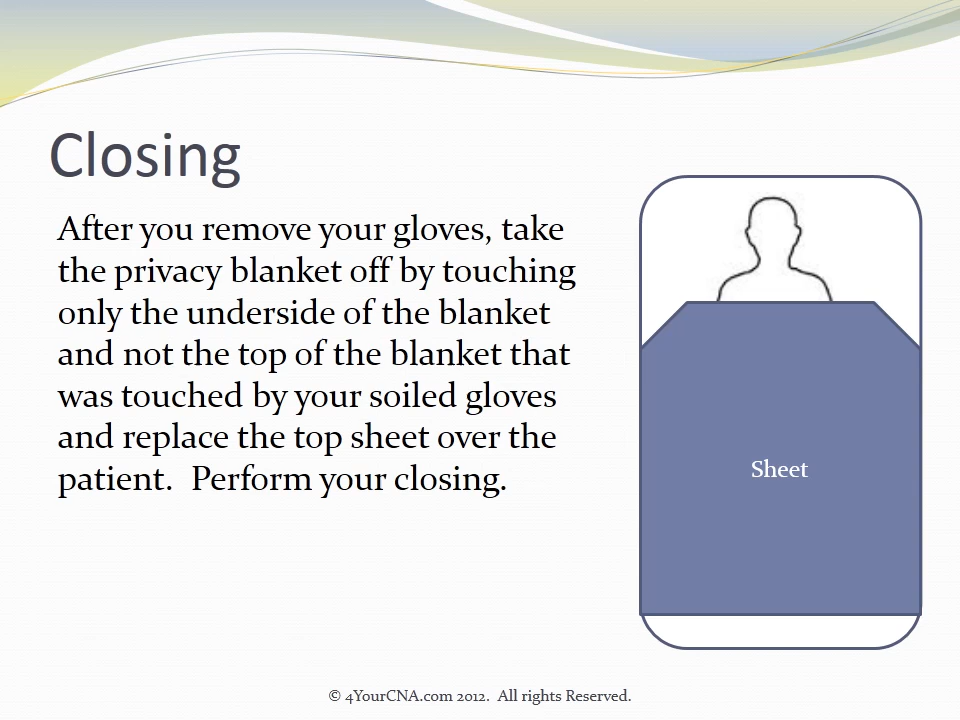 Closing
After you remove your gloves, take
the privacy blanket off by touching
only the underside of the blanket
and not the top of the blanket that
was touched by your soiled gloves
and replace the top sheet over the
patient.  Perform your closing.
Sheet
© 4YourCNA.com 2012.  All rights Reserved.